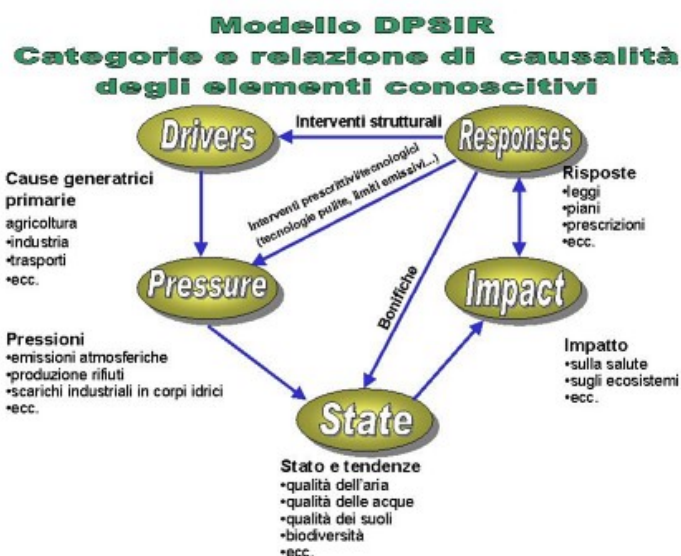 Modello DPSIR
Categorie e relazione di causalità
degli elementi conoscitivi
Drivers
Interventi strutturali
Responses
Cause generatrici
primarie
agricoltura
•industria
•trasporti
•ecc.
Interventi prescrittivi/tecnologici
(tecnologie pulite, limiti emissivi...)
Risposte
•leggi
•piani
•prescrizioni
•ecc.
Pressure
Bonifiche
Impact
Pressioni
•emissioni atmosferiche
•produzione rifiuti
•scarichi industriali in corpi idrici
•ecc.
Impatto
•sulla salute
•sugli ecosistemi
•ecc.
State
Stato e tendenze
•qualità dell'aria
•qualità delle acque
•qualità dei suoli
•biodiversità
•ecc.